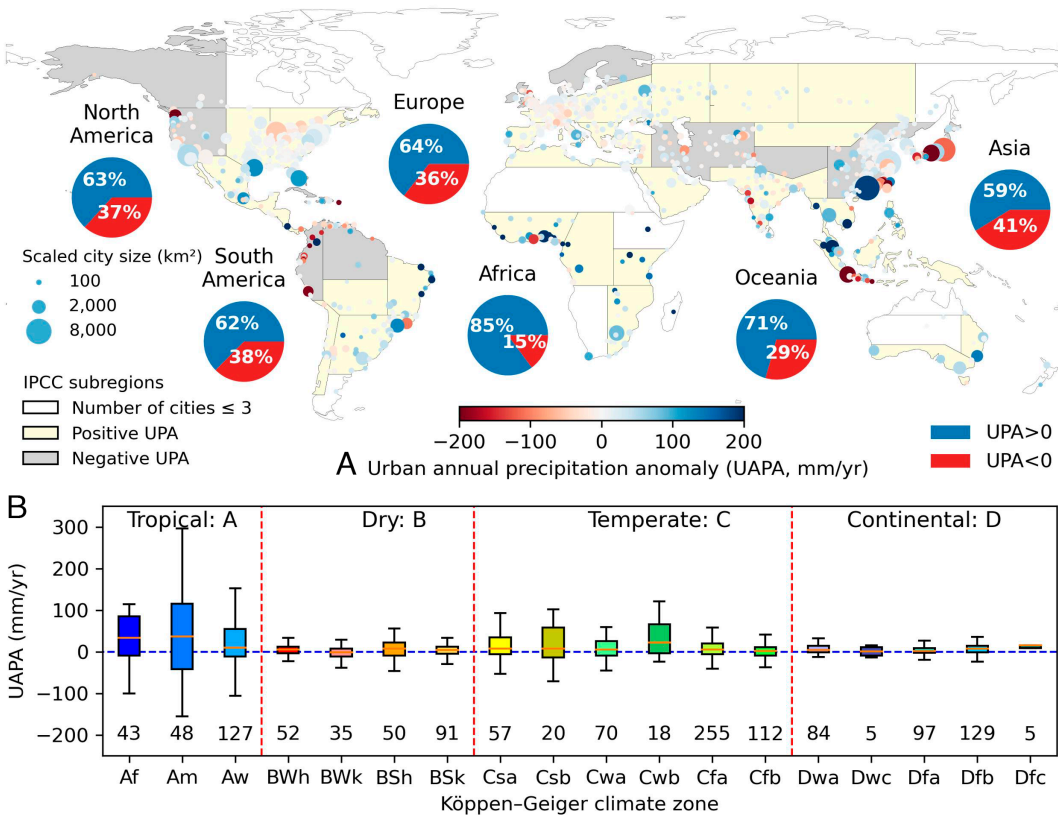 North
America
63%
37%
Europe
64%
36%
Asia
59%
41%
Scaled city size (km²)
100
2,000
8,000
South
America
62%
38%
Africa
85%
15%
Oceania
71%
29%
IPCC subregions
Number of cities ≤ 3
Positive UPA
Negative UPA
−200 −100 0 100 200
A Urban annual precipitation anomaly (UAPA, mm/yr)
UPA>0
UPA<0
B
Tropical: A Dry: B Temperate: C Continental: D
UAPA (mm/yr)
300
200
100
0
−100
−200
43 48 127 52 35 50 91 57 20 70 18 255 112 84 5 97 129 5
Af Am Aw BWh BWk BSh BSk Csa Csb Cwa Cwb Cfa Cfb Dwa Dwc Dfa Dfb Dfc
Köppen–Geiger climate zone